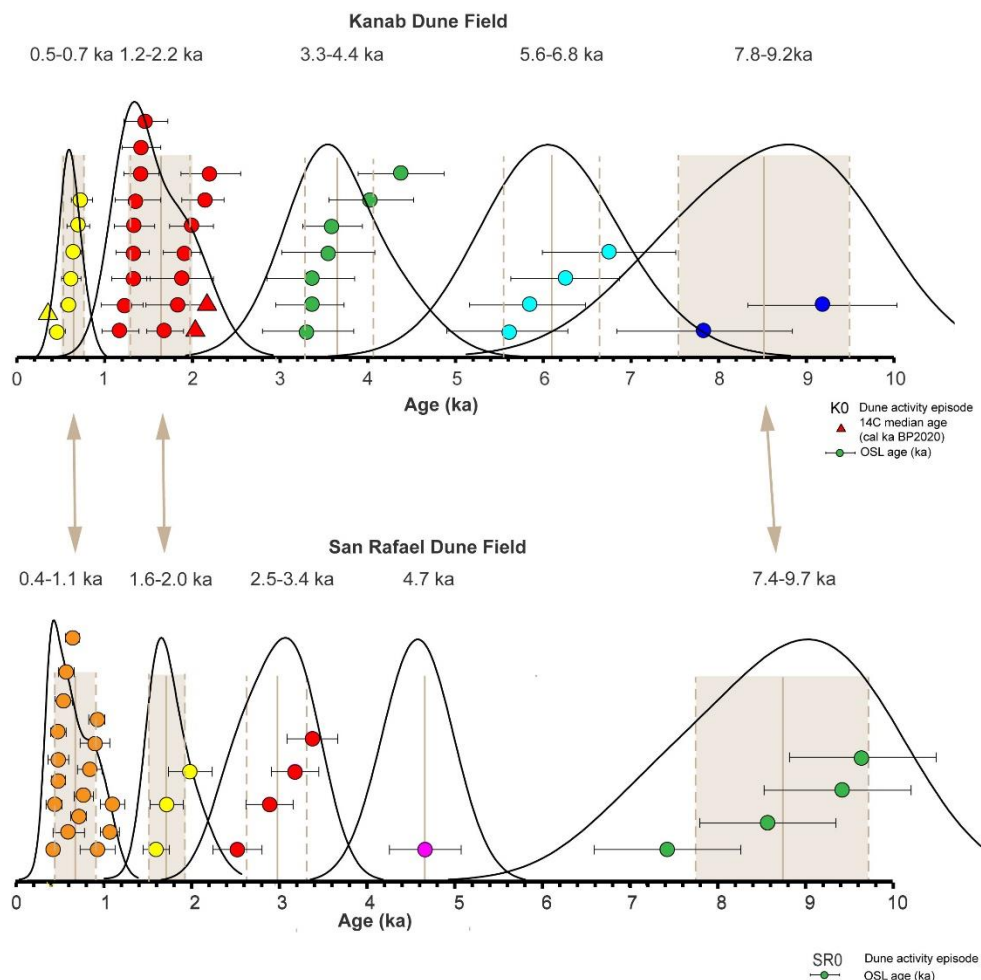 Kanab Dune Field
0.5-0.7 ka 1.2-2.2 ka 3.3-4.4 ka 5.6-6.8 ka 7.8-9.2ka
0 1 2 3 4 5 6 7 8 9 10
Age (ka)
K0 Dune activity episode
14C median age
(cal ka BP2020)
OSL age (ka)
San Rafael Dune Field
0.4-1.1 ka 1.6-2.0 ka 2.5-3.4 ka 4.7 ka 7.4-9.7 ka
0 1 2 3 4 5 6 7 8 9 10
Age (ka)
SR0 Dune activity episode
OSL age (ka)